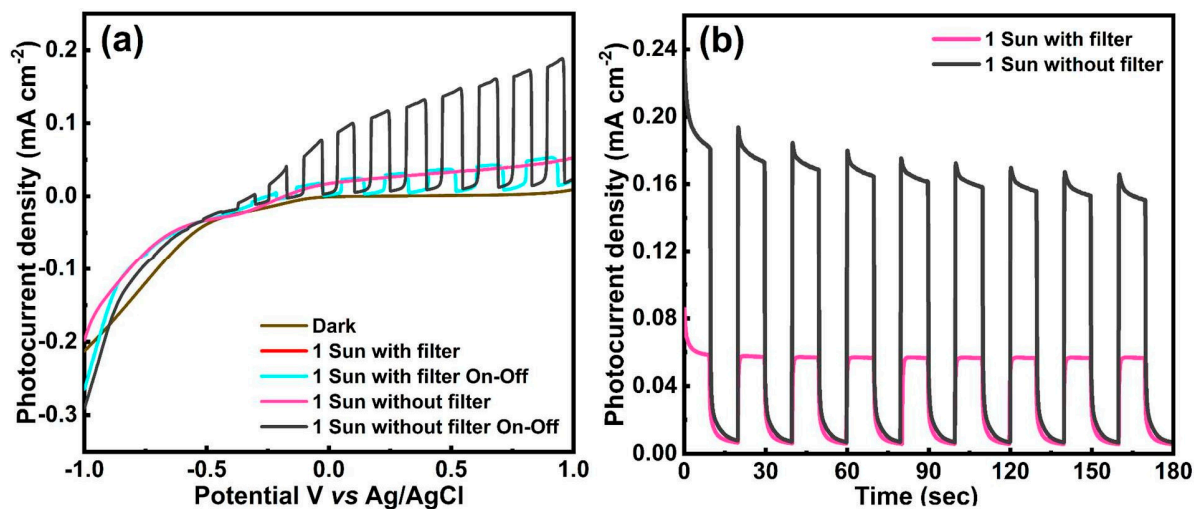 (a)
Photocurrent density (mA cm⁻²)
0.2
0.1
0.0
-0.1
-0.2
-0.3
Dark
1 Sun with filter
1 Sun with filter On-Off
1 Sun without filter
1 Sun without filter On-Off
-1.0 -0.5 0.0 0.5 1.0
Potential V vs Ag/AgCl
(b)
1 Sun with filter
1 Sun without filter
Photocurrent density (mA cm⁻²)
0.24
0.20
0.16
0.12
0.08
0.04
0.00
0 30 60 90 120 150 180
Time (sec)